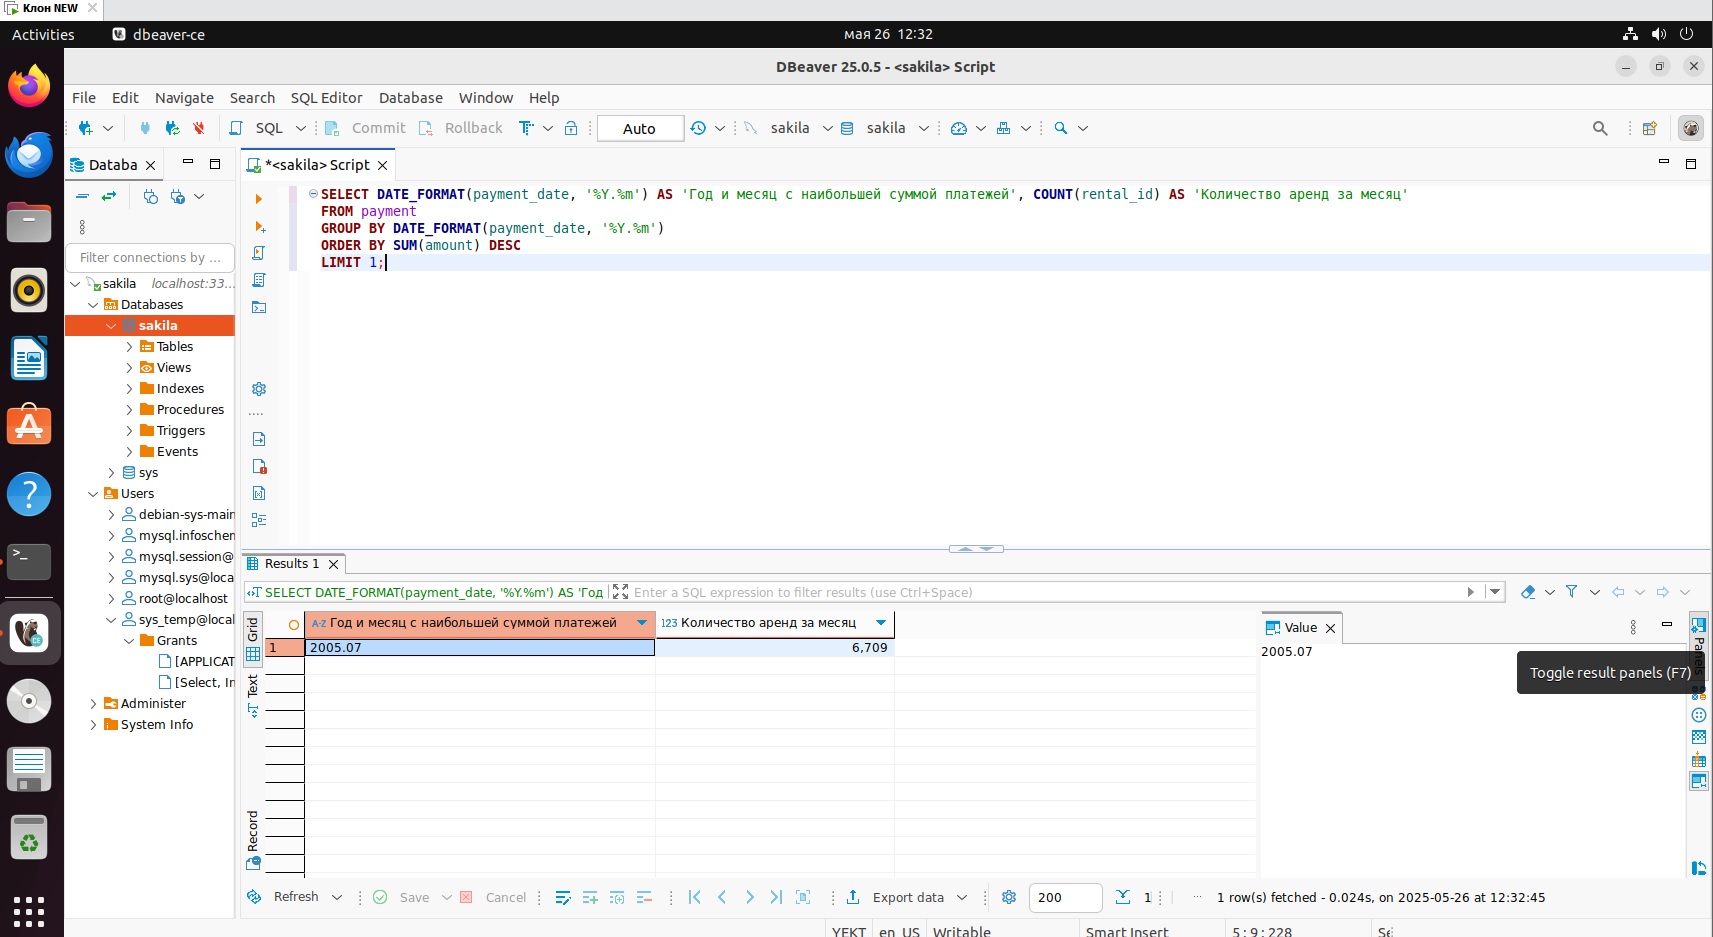 Клон NEW
Activities
dbeaver-ce
мая 26 12:32
DBeaver 25.0.5 - <sakila> Script
File Edit Navigate Search SQL Editor Database Window Help
SQL
Commit
Rollback
Auto
sakila
sakila
Databa
*<sakila> Script
Filter connections by ...
sakila localhost:33...
Databases
sakila
Tables
Views
Indexes
Procedures
Triggers
Events
sys
Users
debian-sys-main
mysql.infoschem
mysql.session@
mysql.sys@loca
root@localhost
sys_temp@local
Grants
[APPLICAT
[Select, In
Administer
System Info
SELECT DATE_FORMAT(payment_date, '%Y.%m') AS 'Год и месяц с наибольшей суммой платежей', COUNT(rental_id) AS 'Количество аренд за месяц'
FROM payment
GROUP BY DATE_FORMAT(payment_date, '%Y.%m')
ORDER BY SUM(amount) DESC
LIMIT 1;
Results 1
SELECT DATE_FORMAT(payment_date, '%Y.%m') AS 'Год
Enter a SQL expression to filter results (use Ctrl+Space)
Grid
Text
Record
A-Z Год и месяц с наибольшей суммой платежей
123 Количество аренд за месяц
1 2005.07 6,709
Value
2005.07
Panels
Toggle result panels (F7)
Refresh
Save
Cancel
Export data
200
1
... 1 row(s) fetched - 0.024s, on 2025-05-26 at 12:32:45
YEKT en_US Writable Smart Insert 5 : 9 : 228